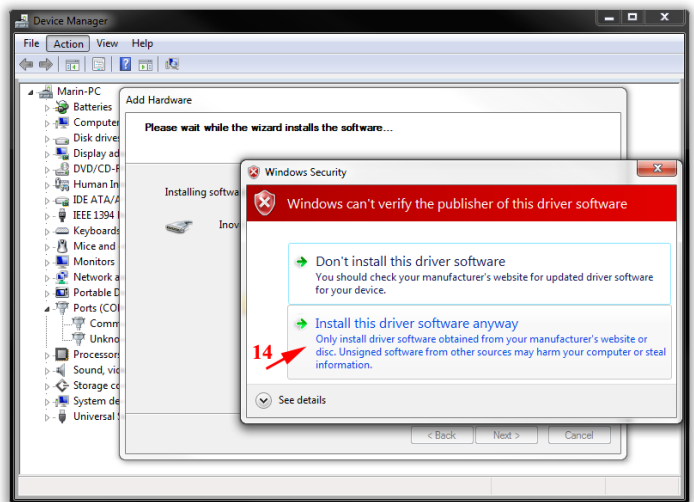 Device Manager
File Action View Help
Marin-PC
Batteries
Computer
Disk drives
Display ad
DVD/CD-R
Human In
IDE ATA/A
IEEE 1394 
Keyboards
Mice and
Monitors
Network a
Portable D
Ports (COM
Comm
Unkno
Processors
Sound, vid
Storage co
System de
Universal
Add Hardware
Please wait while the wizard installs the software...
Installing softwa
Inov
Windows Security
Windows can't verify the publisher of this driver software
Don't install this driver software
You should check your manufacturer's website for updated driver software
for your device.
Install this driver software anyway
Only install driver software obtained from your manufacturer's website or
disc. Unsigned software from other sources may harm your computer or steal
information.
14
See details
< Back Next > Cancel